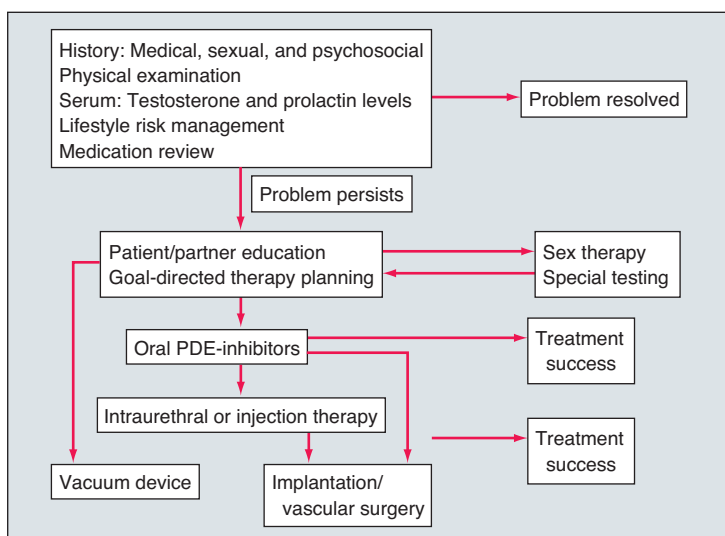 History: Medical, sexual, and psychosocial
Physical examination
Serum: Testosterone and prolactin levels
Lifestyle risk management
Medication review
Problem resolved
Problem persists
Patient/partner education
Goal-directed therapy planning
Sex therapy
Special testing
Oral PDE-inhibitors
Treatment
success
Intraurethral or injection therapy
Treatment
success
Vacuum device
Implantation/
vascular surgery